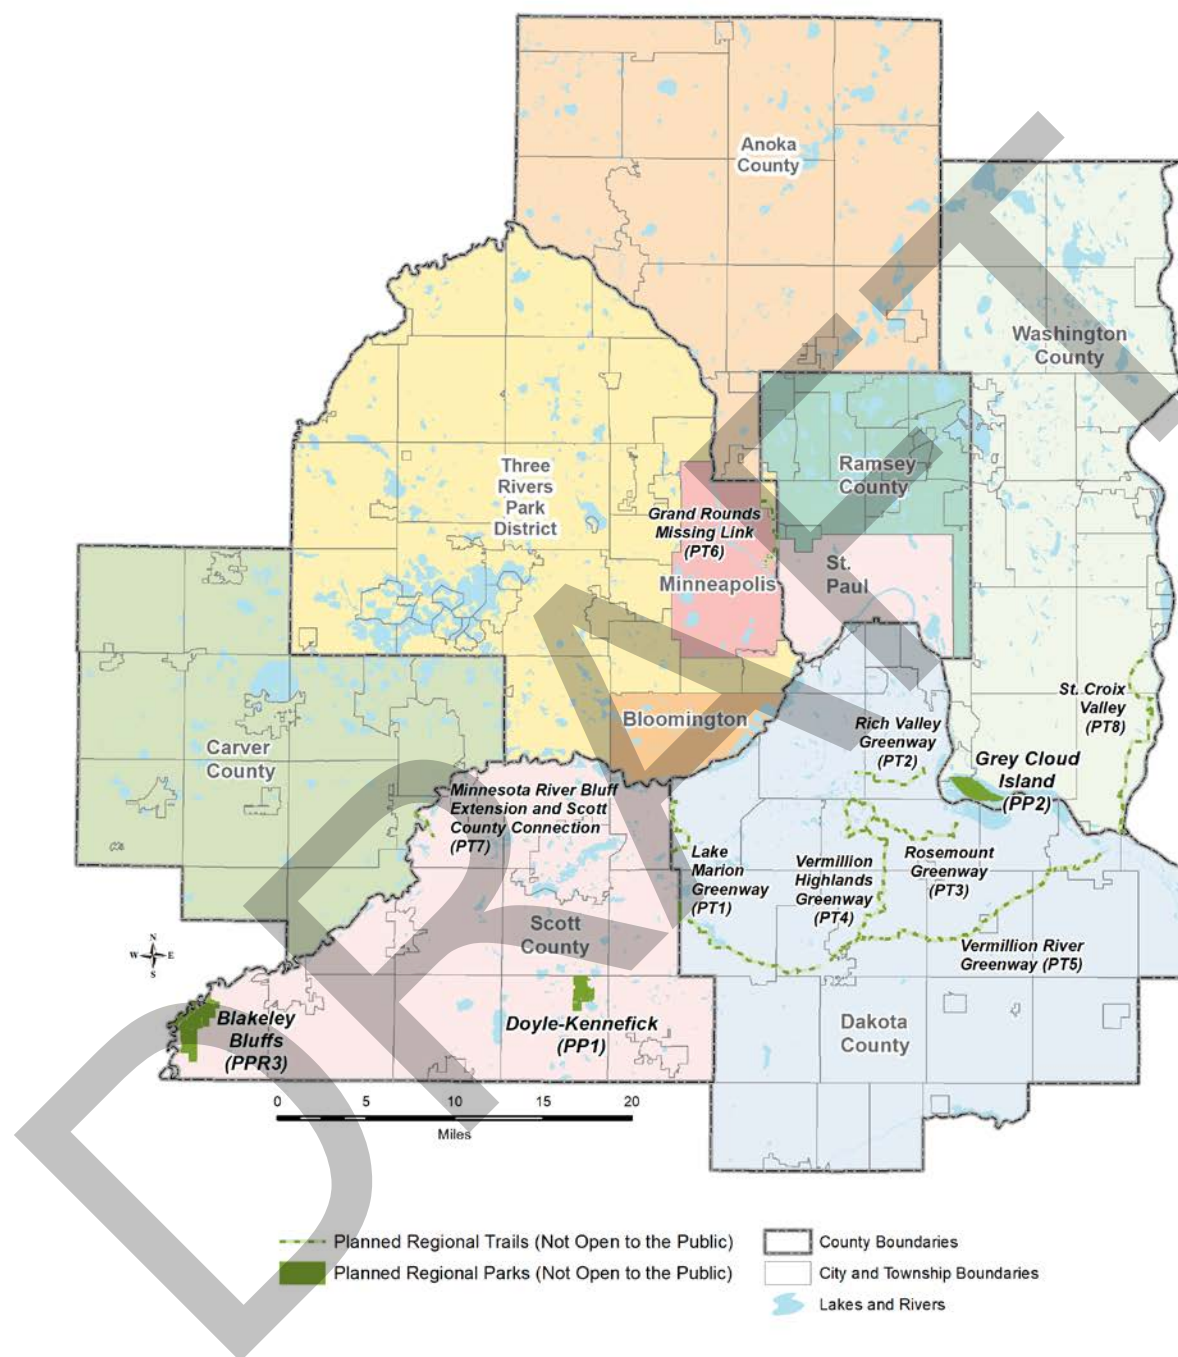 Anoka
County
Washington
County
Three
Rivers
Park
District
Ramsey
County
Grand Rounds
Missing Link
(PT6)
Minneapolis
St.
Paul
St. Croix
Valley
(PT8)
Bloomington
Rich Valley
Greenway
(PT2)
Carver
County
Grey Cloud
Island
(PP2)
Minnesota River Bluff
Extension and Scott
County Connection
(PT7)
Lake
Marion
Greenway
(PT1)
Vermillion
Highlands
Greenway
(PT4)
Rosemount
Greenway
(PT3)
Scott
County
Vermillion River
Greenway (PT5)
N
W E
S
Blakeley
Bluffs
(PPR3)
Doyle-Kennefick
(PP1)
Dakota
County
0 5 10 15 20
Miles
Planned Regional Trails (Not Open to the Public)
Planned Regional Parks (Not Open to the Public)
County Boundaries
City and Township Boundaries
Lakes and Rivers
DRAFT